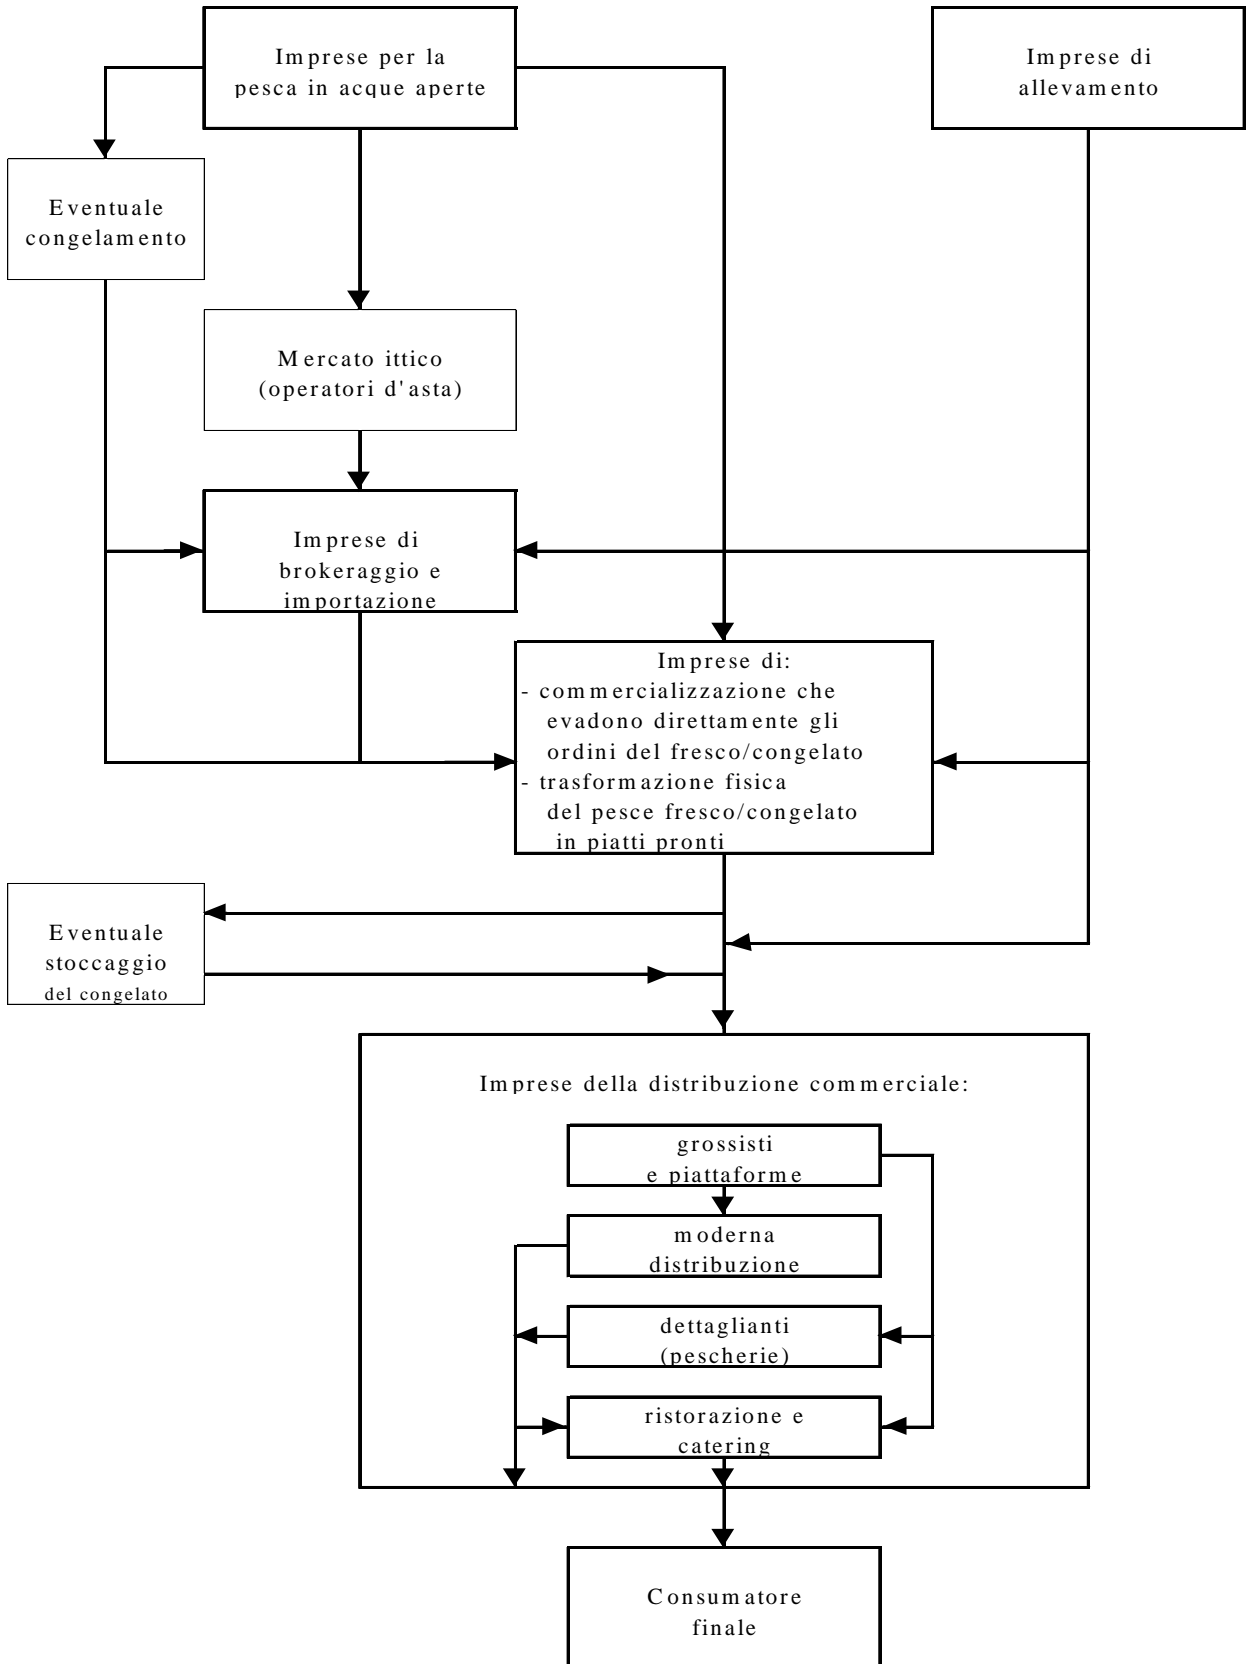 Imprese per la
pesca in acque aperte
Imprese di
allevamento
Eventuale
congelamento
Mercato ittico
(operatori d'asta)
Imprese di
brokeraggio e
importazione
Imprese di:
- commercializzazione che
evadono direttamente gli
ordini del fresco/congelato
- trasformazione fisica
del pesce fresco/congelato
in piatti pronti
Eventuale
stoccaggio
del congelato
Imprese della distribuzione commerciale:
grossisti
e piattaforme
moderna
distribuzione
dettaglianti
(pescherie)
ristorazione e
catering
Consumatore
finale